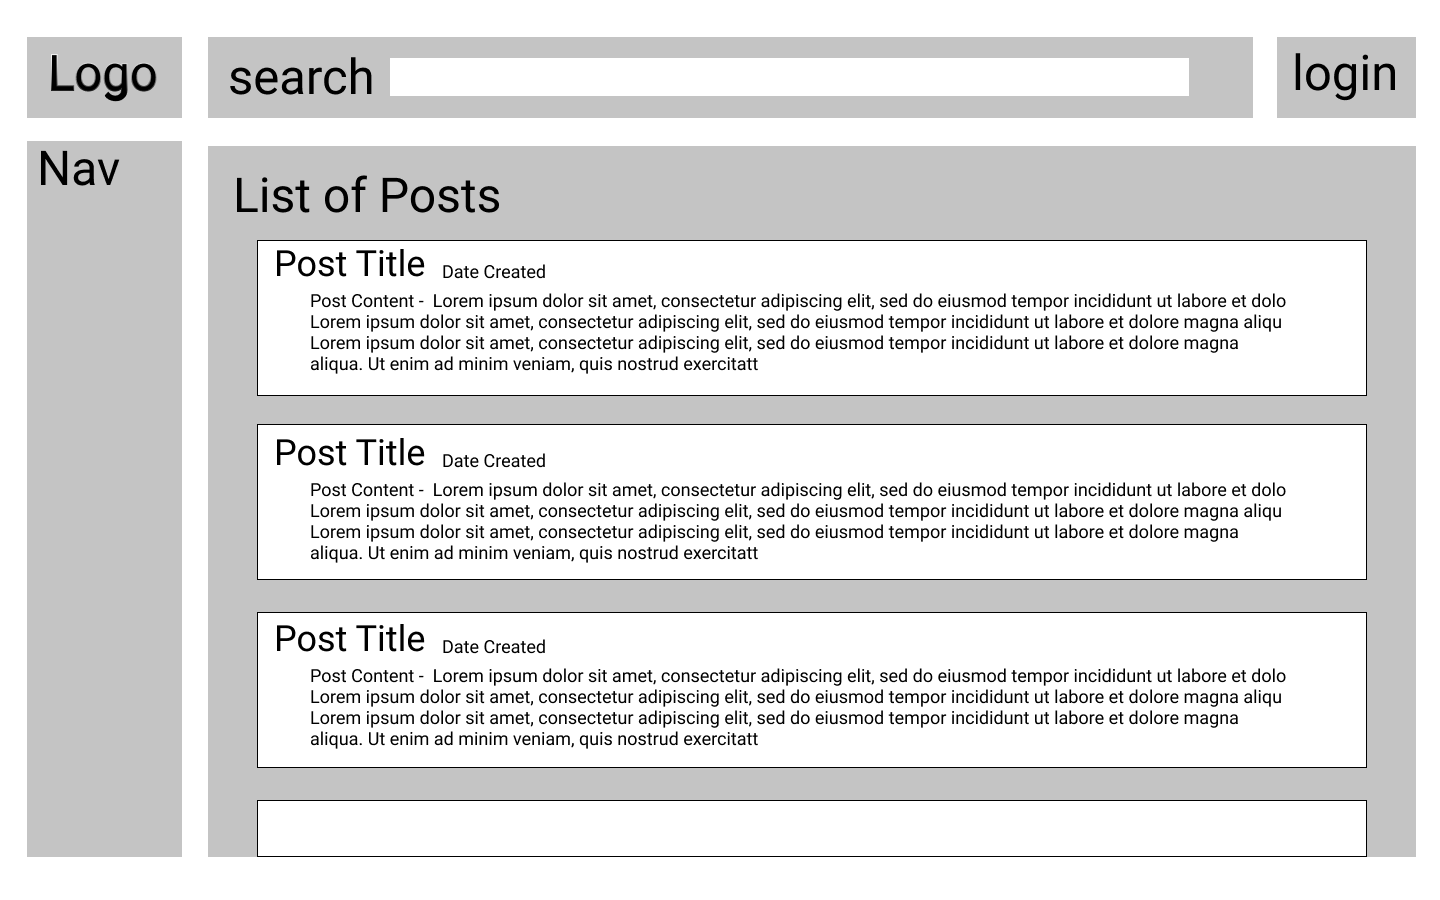 Logo
search
login
Nav
List of Posts
Post Title Date Created
Post Content - Lorem ipsum dolor sit amet, consectetur adipiscing elit, sed do eiusmod tempor incididunt ut labore et dolo
Lorem ipsum dolor sit amet, consectetur adipiscing elit, sed do eiusmod tempor incididunt ut labore et dolore magna aliqu
Lorem ipsum dolor sit amet, consectetur adipiscing elit, sed do eiusmod tempor incididunt ut labore et dolore magna
aliqua. Ut enim ad minim veniam, quis nostrud exercitatt
Post Title Date Created
Post Content - Lorem ipsum dolor sit amet, consectetur adipiscing elit, sed do eiusmod tempor incididunt ut labore et dolo
Lorem ipsum dolor sit amet, consectetur adipiscing elit, sed do eiusmod tempor incididunt ut labore et dolore magna aliqu
Lorem ipsum dolor sit amet, consectetur adipiscing elit, sed do eiusmod tempor incididunt ut labore et dolore magna
aliqua. Ut enim ad minim veniam, quis nostrud exercitatt
Post Title Date Created
Post Content - Lorem ipsum dolor sit amet, consectetur adipiscing elit, sed do eiusmod tempor incididunt ut labore et dolo
Lorem ipsum dolor sit amet, consectetur adipiscing elit, sed do eiusmod tempor incididunt ut labore et dolore magna aliqu
Lorem ipsum dolor sit amet, consectetur adipiscing elit, sed do eiusmod tempor incididunt ut labore et dolore magna
aliqua. Ut enim ad minim veniam, quis nostrud exercitatt